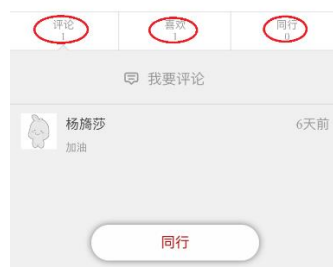 评论 喜欢 同行
1 1 0
我要评论
杨旖莎 6天前
加油
同行